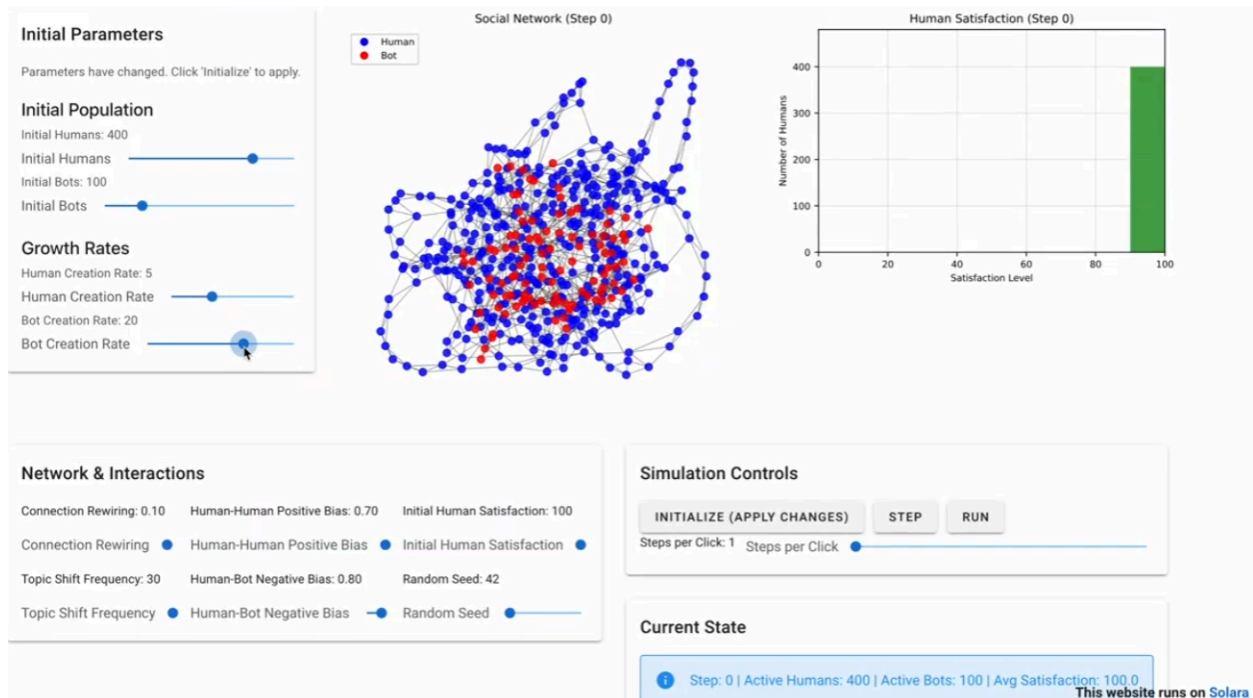 Initial Parameters
Parameters have changed. Click 'Initialize' to apply.
Initial Population
Initial Humans: 400
Initial Humans
Initial Bots: 100
Initial Bots
Growth Rates
Human Creation Rate: 5
Human Creation Rate
Bot Creation Rate: 20
Bot Creation Rate
Social Network (Step 0)
Human
Bot
Human Satisfaction (Step 0)
Number of Humans
400
300
200
100
0
0 20 40 60 80 100
Satisfaction Level
Network & Interactions
Connection Rewiring: 0.10 Human-Human Positive Bias: 0.70 Initial Human Satisfaction: 100
Connection Rewiring Human-Human Positive Bias Initial Human Satisfaction
Topic Shift Frequency: 30 Human-Bot Negative Bias: 0.80 Random Seed: 42
Topic Shift Frequency Human-Bot Negative Bias Random Seed
Simulation Controls
INITIALIZE (APPLY CHANGES) STEP RUN
Steps per Click: 1 Steps per Click
Current State
Step: 0 | Active Humans: 400 | Active Bots: 100 | Avg Satisfaction: 100.0
This website runs on Solara